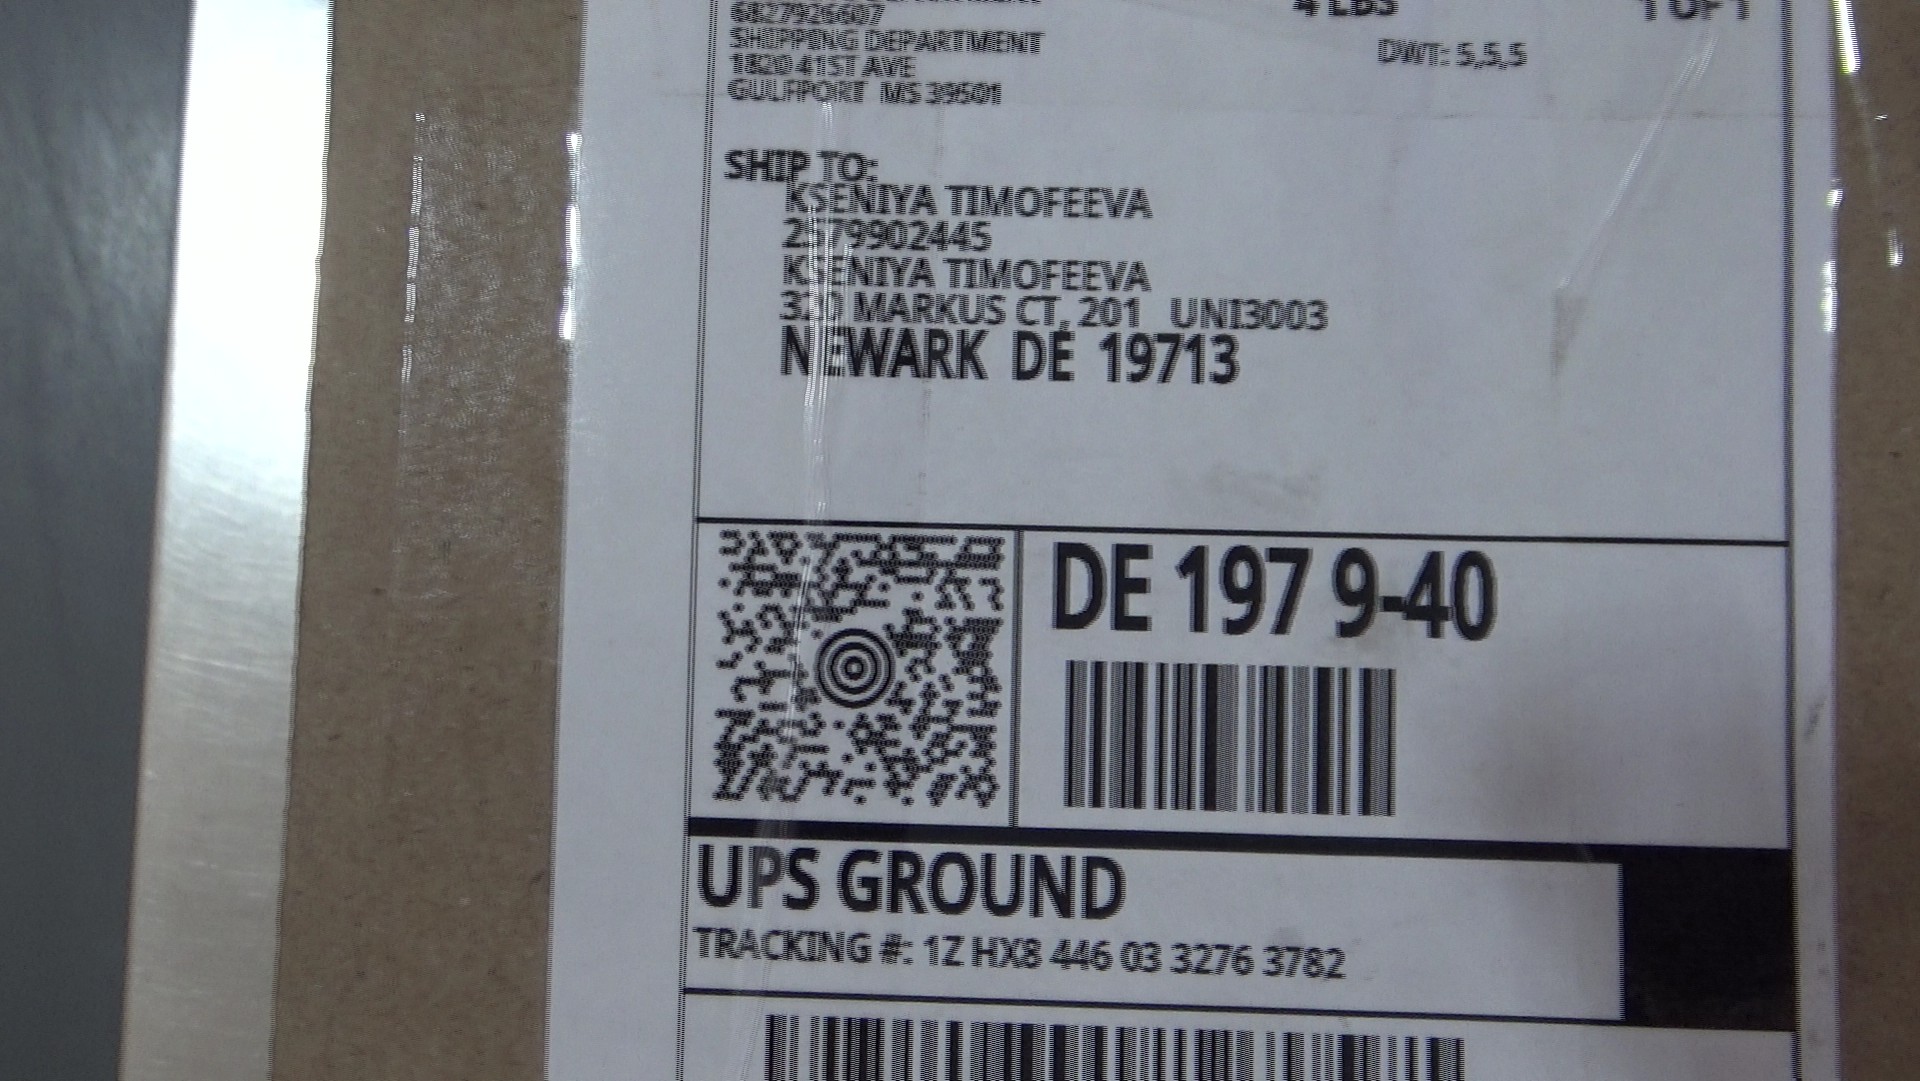 6827926607
SHIPPING DEPARTMENT
1820 41ST AVE
GULFPORT MS 39501
4 LBS
1 OF 1
DWT: 5,5,5
SHIP TO:
KSENIYA TIMOFEEVA
2579902445
KSENIYA TIMOFEEVA
320 MARKUS CT, 201 UNI3003
NEWARK DE 19713
DE 197 9-40
UPS GROUND
TRACKING #: 1Z HX8 446 03 3276 3782